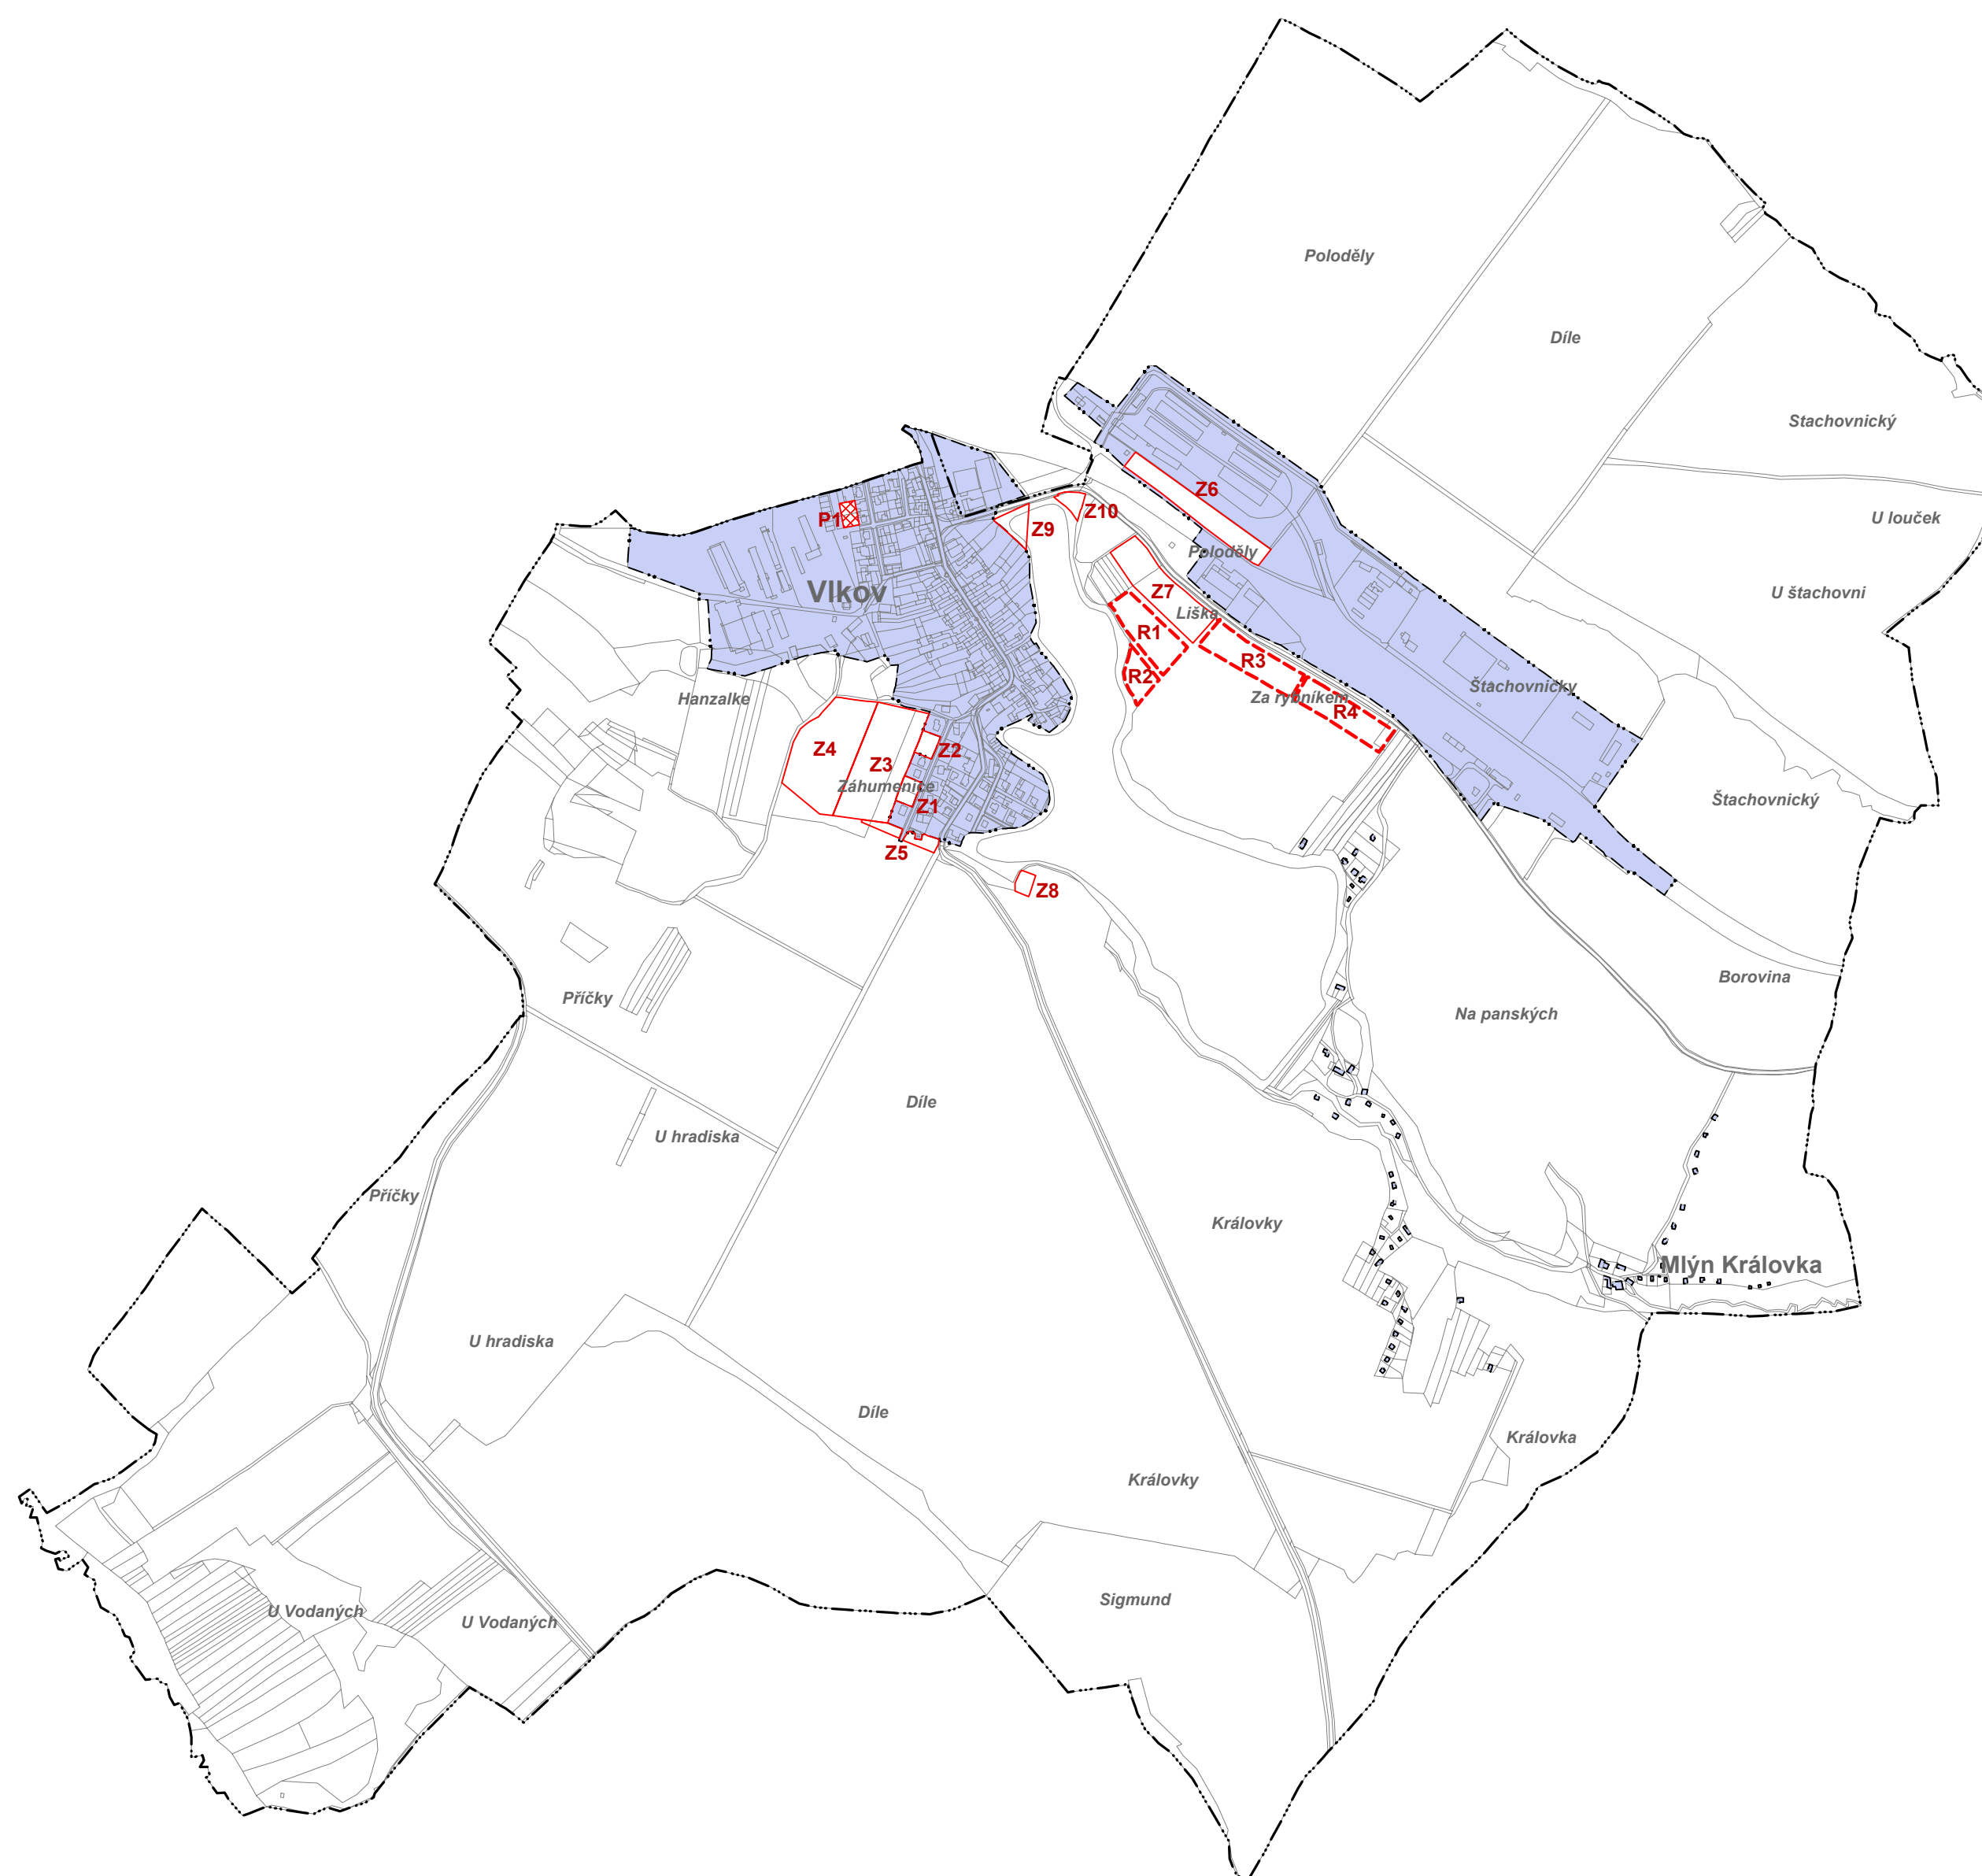 Poloděly
Díle
Stachovnický
U louček
U štachovni
Z6
P1
Z10
Z9
Poloděly
Vlkov
Z7
Liška
R1
R3
R2
Štachovničky
Hanzalke
Za rybníkem
R4
Z4
Z2
Z3
Záhumenice
Z1
Štachovnický
Z5
Z8
Borovina
Příčky
Na panských
Díle
U hradiska
Příčky
Královky
Mlýn Královka
U hradiska
Díle
Královka
Královky
Sigmund
U Vodaných
U Vodaných